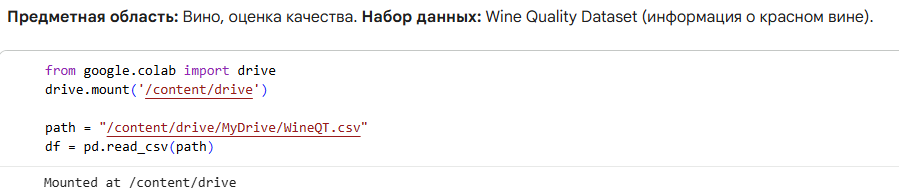 Предметная область: Вино, оценка качества. Набор данных: Wine Quality Dataset (информация о красном вине).
from google.colab import drive
drive.mount('/content/drive')
path = "/content/drive/MyDrive/WineQT.csv"
df = pd.read_csv(path)
Mounted at /content/drive